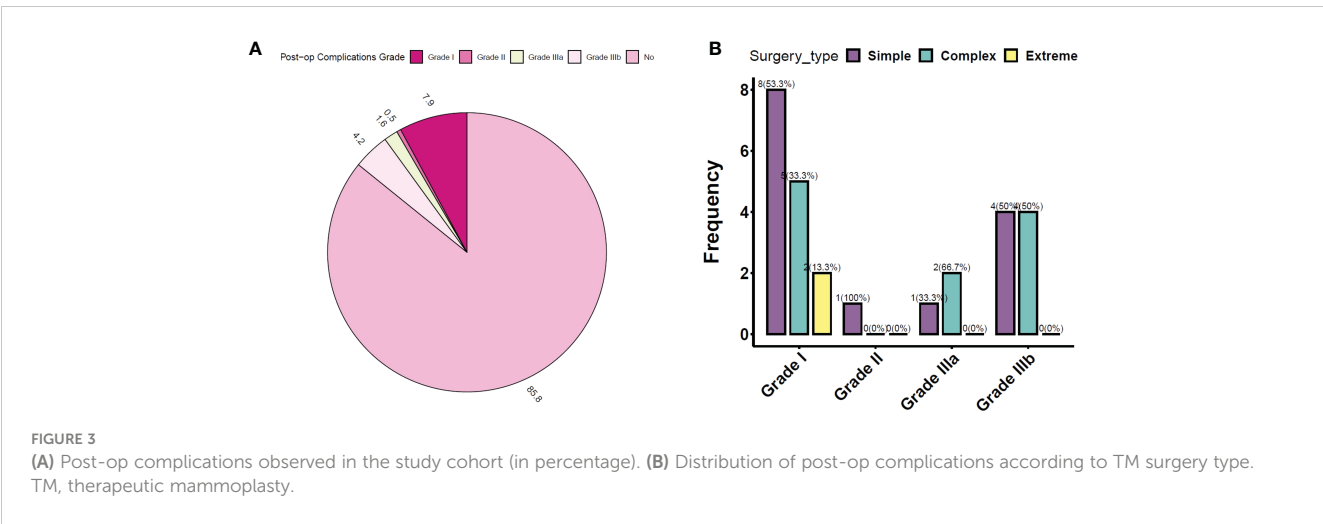 A
Post-op Complications Grade Grade I Grade II Grade IIIa Grade IIIb No
7.9
0.5
1.6
4.2
85.8
B
Surgery_type Simple Complex Extreme
Frequency
8
6
4
2
0
8(53.3%)
5(33.3%)
2(13.3%)
1(100%)
0(0%)
0(0%)
1(33.3%)
2(66.7%)
0(0%)
4(50%)
4(50%)
0(0%)
Grade I
Grade II
Grade IIIa
Grade IIIb
FIGURE 3
(A) Post-op complications observed in the study cohort (in percentage). (B) Distribution of post-op complications according to TM surgery type.
TM, therapeutic mammoplasty.